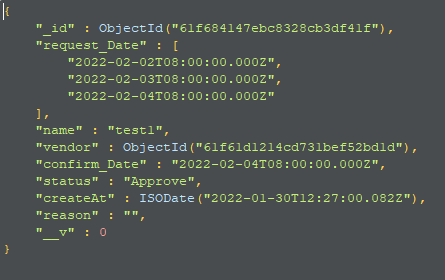 {
"_id" : ObjectId("61f684147ebc8328cb3df41f"),
"request_Date" : [
"2022-02-02T08:00:00.000Z",
"2022-02-03T08:00:00.000Z",
"2022-02-04T08:00:00.000Z"
],
"name" : "test1",
"vendor" : ObjectId("61f61d1214cd731bef52bd1d"),
"confirm_Date" : "2022-02-04T08:00:00.000Z",
"status" : "Approve",
"createAt" : ISODate("2022-01-30T12:27:00.082Z"),
"reason" : "",
"__v" : 0
}